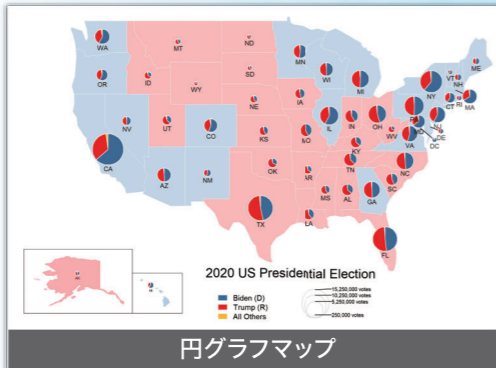 WA
MT
ND
MN
ME
OR
ID
SD
WI
MI
VT
NH
NY
MA
WY
CT
RI
NE
IA
PA
NJ
NV
UT
CO
IL
IN
OH
MD
DE
DC
CA
KS
MO
KY
WV
VA
AZ
NM
OK
AR
TN
NC
SC
MS
AL
GA
TX
LA
FL
2020 US Presidential Election
Biden (D)
Trump (R)
All Others
15,250,000 votes
10,250,000 votes
5,250,000 votes
250,000 votes
円グラフマップ